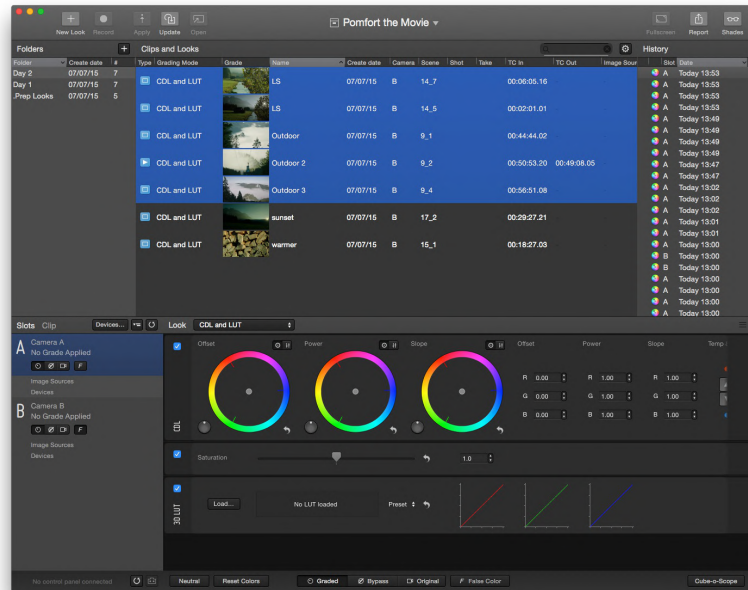 Pomfort the Movie
New Look Record Apply Update Open Fullscreen Report Shades
Folders Clips and Looks History
Folder Create date # Type Grading Mode Grade Name Create date Camera Scene Shot Take TC In TC Out Image Sour Slot Date
Day 2 07/07/15 7
Day 1 07/07/15 7
.Prep Looks 07/07/15 5
CDL and LUT LS 07/07/15 B 14_7 00:06:05.16
CDL and LUT LS 07/07/15 B 14_5 00:02:01.01
CDL and LUT Outdoor 07/07/15 B 9_1 00:44:44.02
CDL and LUT Outdoor 2 07/07/15 B 9_2 00:50:53.20 00:49:08.05
CDL and LUT Outdoor 3 07/07/15 B 9_4 00:56:51.08
CDL and LUT sunset 07/07/15 B 17_2 00:29:27.21
CDL and LUT warmer 07/07/15 B 15_1 00:18:27.03
A Today 13:53
A Today 13:53
A Today 13:53
A Today 13:53
A Today 13:49
A Today 13:49
A Today 13:49
A Today 13:47
A Today 13:47
A Today 13:02
A Today 13:02
A Today 13:02
A Today 13:01
A Today 13:01
A Today 13:00
B Today 13:00
B Today 13:00
A Today 13:00
A Today 13:00
A Today 13:00
A Today 13:00
Slots Clip Devices... Look CDL and LUT
A Camera A
No Grade Applied
F
Image Sources
Devices
B Camera B
No Grade Applied
F
Image Sources
Devices
CDL
Offset Power Slope Offset Power Slope Temp
R 0.00 R 1.00 R 1.00
G 0.00 G 1.00 G 1.00
B 0.00 B 1.00 B 1.00
Saturation 1.0
3D LUT
Load... No LUT loaded Preset
No control panel connected Neutral Reset Colors Graded Bypass Original F False Color Cube-o-Scope